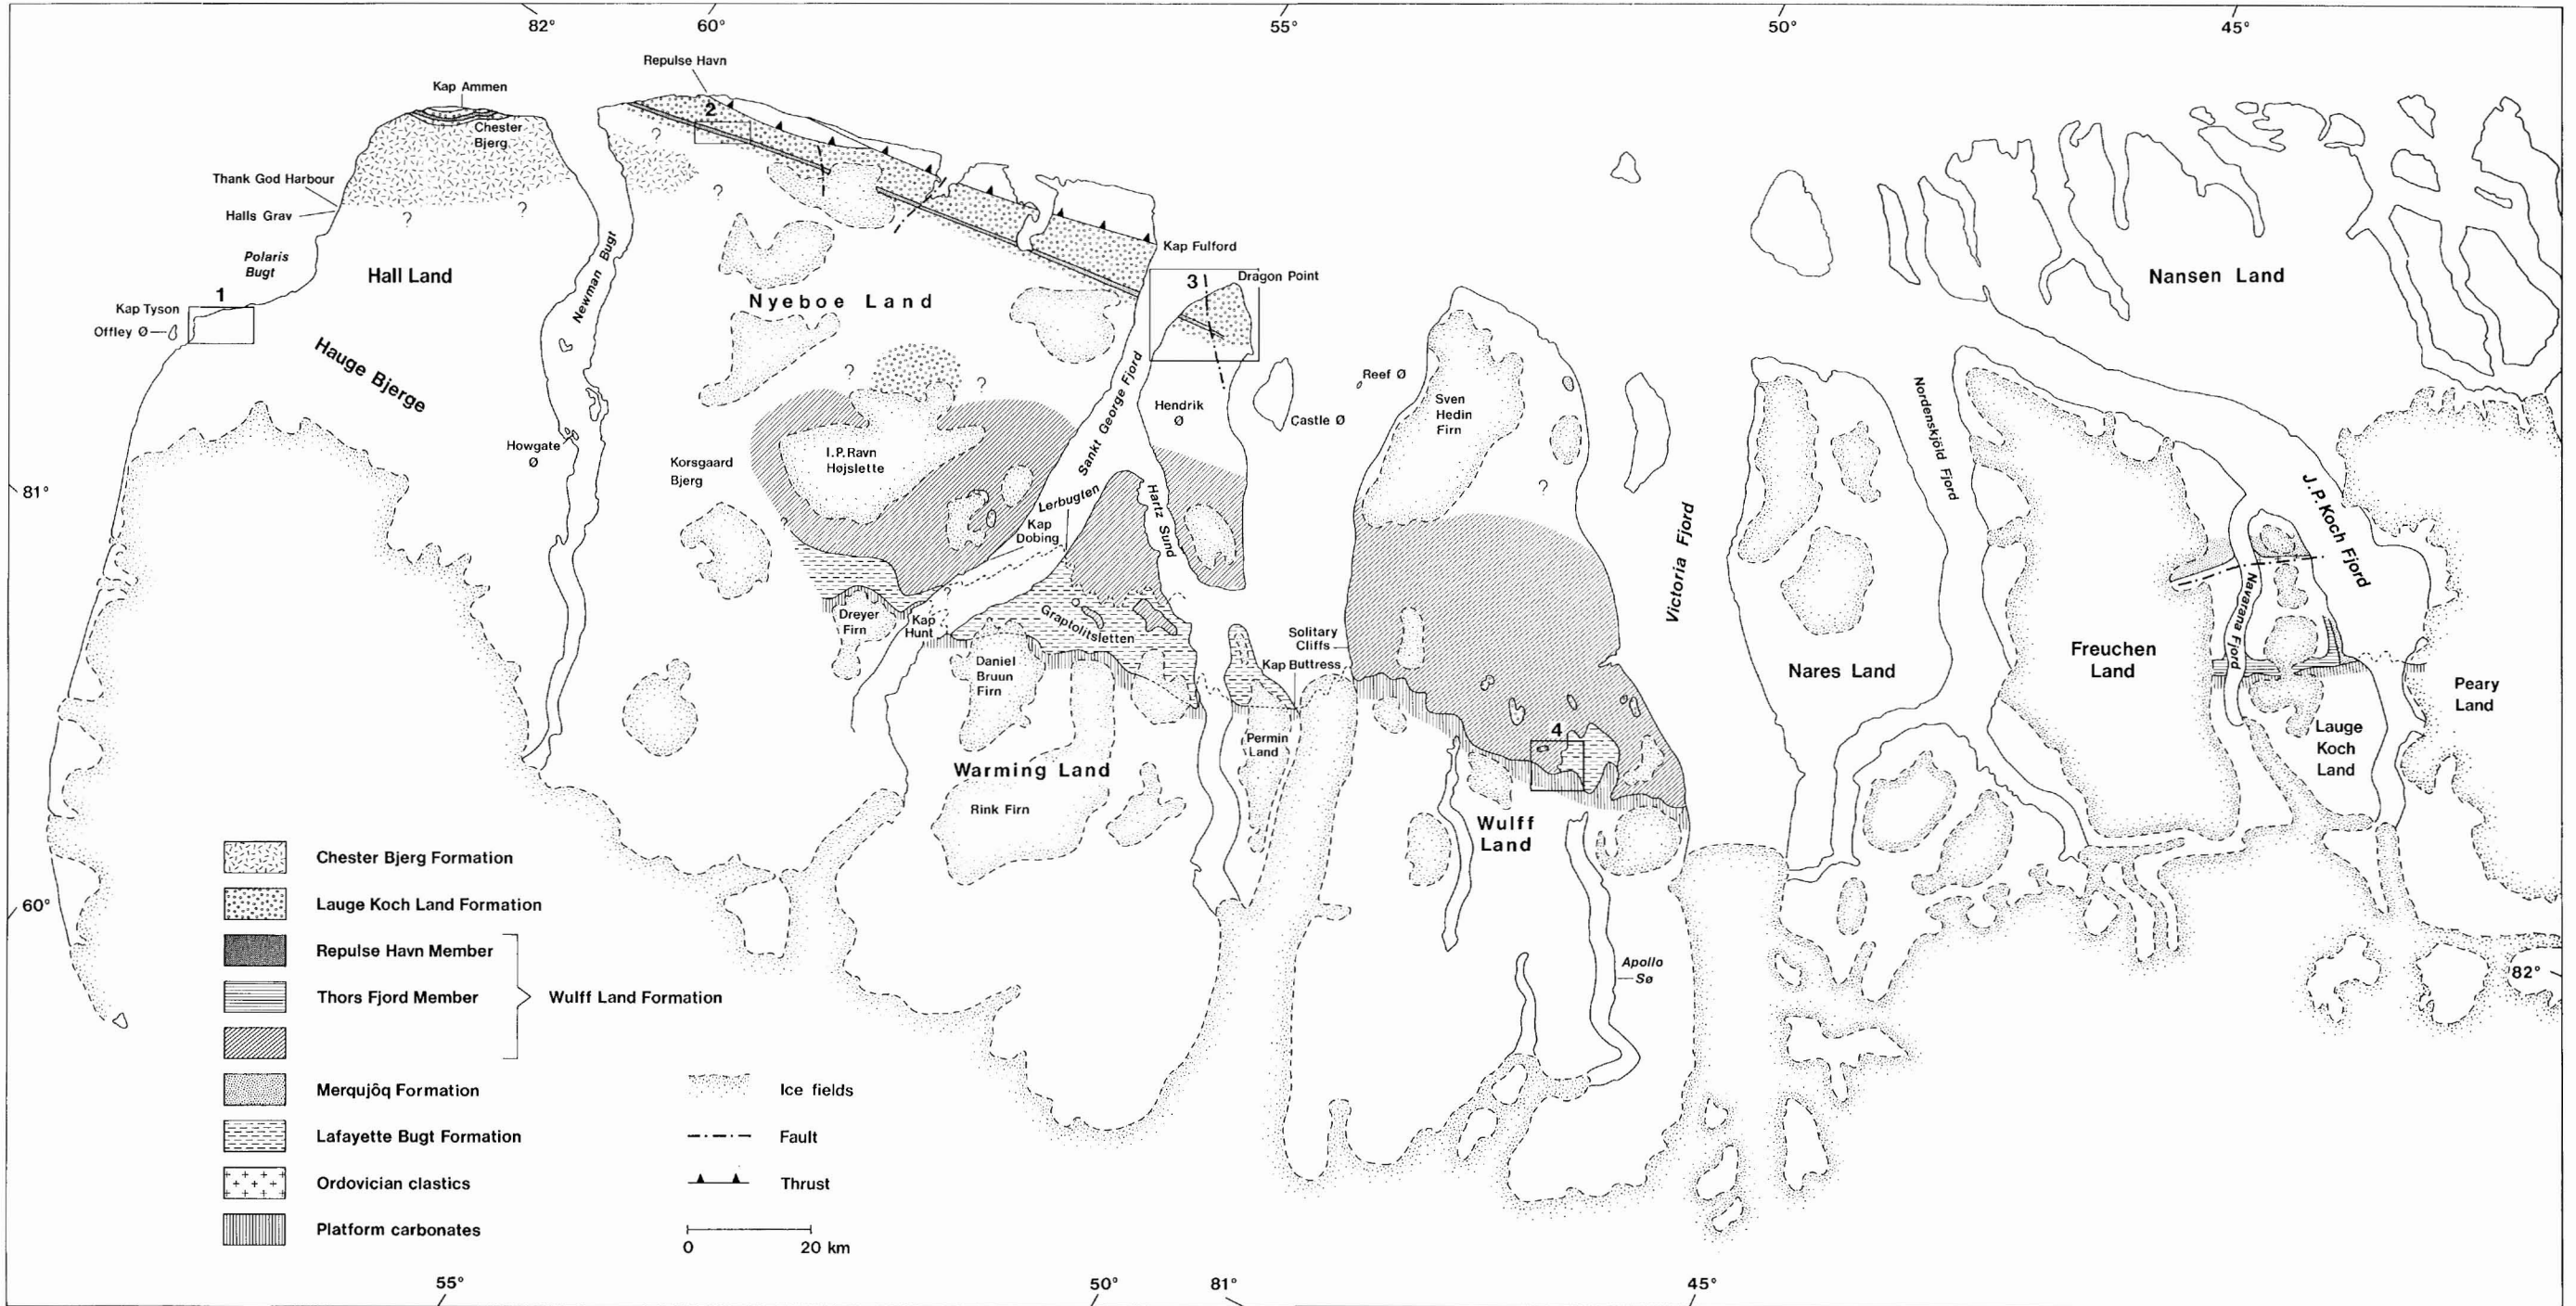 82°
60°
55°
50°
45°
Repulse Havn
Kap Ammen
Chester
Bjerg
2
?
?
Thank God Harbour
Halls Grav
?
?
Polaris
Bugt
Hall Land
Newman Bugt
Nyeboe Land
Kap Fulford
3
Dragon Point
Nansen Land
1
Kap Tyson
Offley Ø
Hauge Bjerge
?
?
Sankt George Fjord
Hendrik
Ø
Castle Ø
Reef Ø
Sven
Hedin
Firn
Nordenskjöld Fjord
Howgate
Ø
Korsgaard
Bjerg
I.P.Ravn
Højslette
81°
Lerbugten
Kap
Dobing
Hartz Sund
?
Victoria Fjord
J.P. Koch Fjord
?
Dreyer
Firn
Kap
Hunt
?
Graptolitsletten
Daniel
Bruun
Firn
Solitary
Cliffs
Kap Buttress
Permin
Land
Navarana Fjord
Nares Land
Freuchen
Land
Peary
Land
Lauge
Koch
Land
4
Warming Land
Rink Firn
Wulff
Land
60°
Apollo
Sø
82°
Chester Bjerg Formation
Lauge Koch Land Formation
Repulse Havn Member
Thors Fjord Member
Wulff Land Formation
Merqujôq Formation
Lafayette Bugt Formation
Ordovician clastics
Platform carbonates
Ice fields
Fault
Thrust
0
20 km
55°
50°
81°
45°